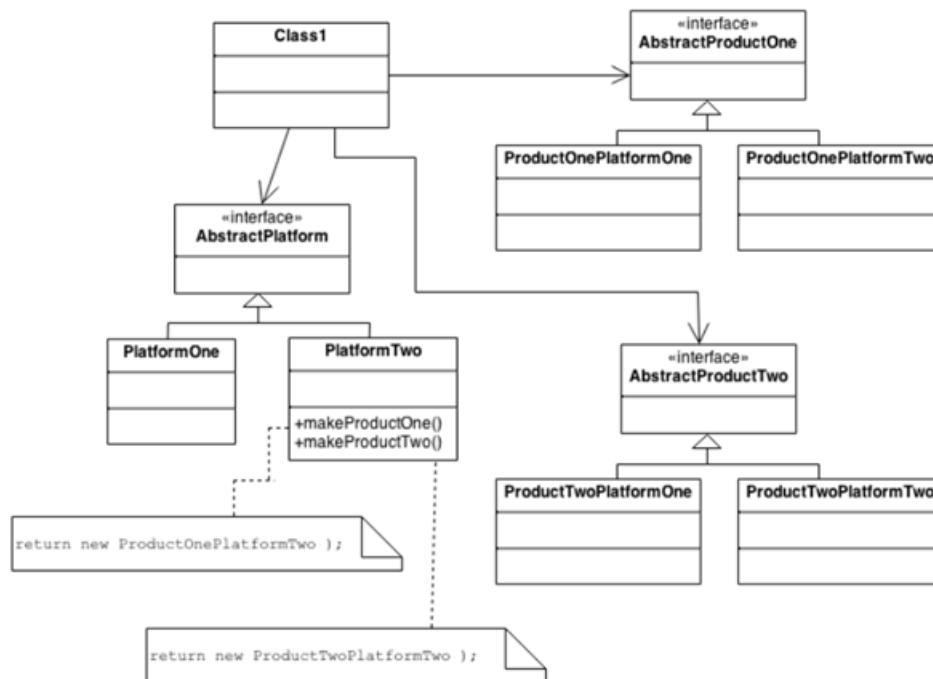 Class1
«interface»
AbstractProductOne
ProductOnePlatformOne
ProductOnePlatformTwo
«interface»
AbstractPlatform
PlatformOne
PlatformTwo
+makeProductOne()
+makeProductTwo()
«interface»
AbstractProductTwo
ProductTwoPlatformOne
ProductTwoPlatformTwo
return new ProductOnePlatformTwo );
return new ProductTwoPlatformTwo );